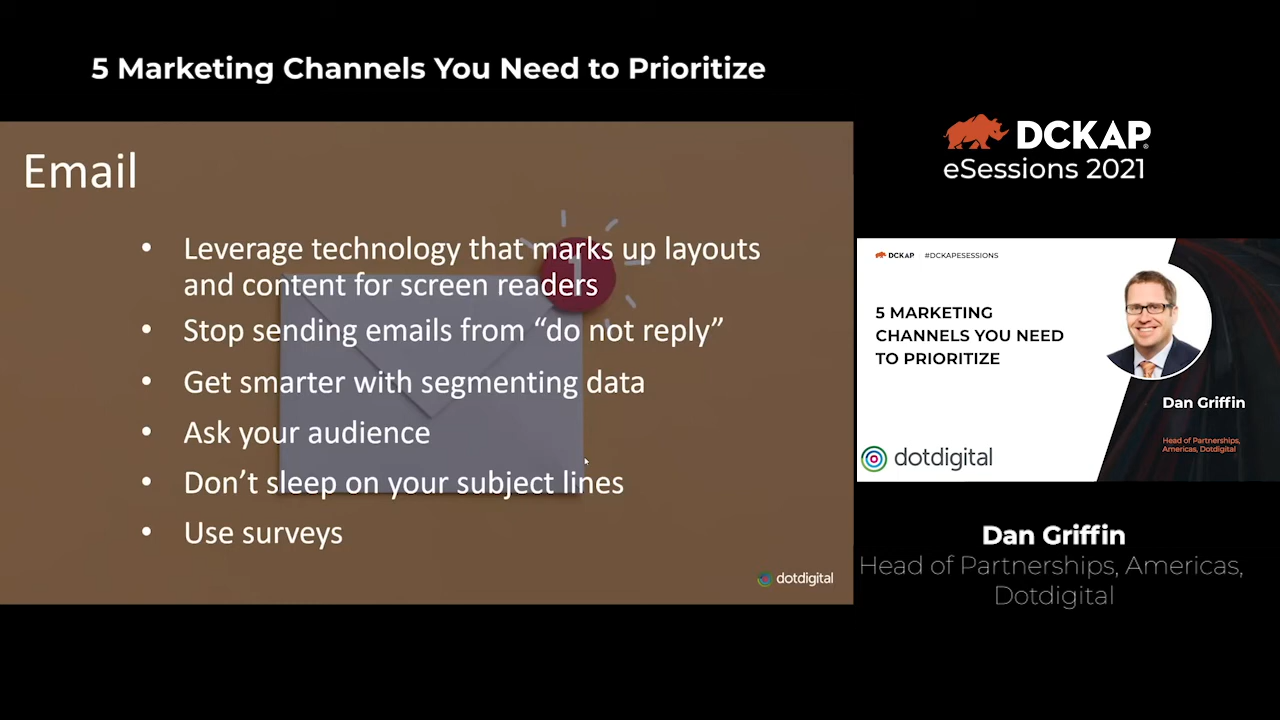 5 Marketing Channels You Need to Prioritize
Email
• Leverage technology that marks up layouts
and content for screen readers
• Stop sending emails from “do not reply”
• Get smarter with segmenting data
• Ask your audience
• Don’t sleep on your subject lines
• Use surveys
1
dotdigital
DCKAP®
eSessions 2021
DCKAP #DCKAPESESSIONS
5 MARKETING
CHANNELS YOU NEED
TO PRIORITIZE
Dan Griffin
Head of Partnerships,
Americas, Dotdigital
dotdigital
Dan Griffin
Head of Partnerships, Americas,
Dotdigital